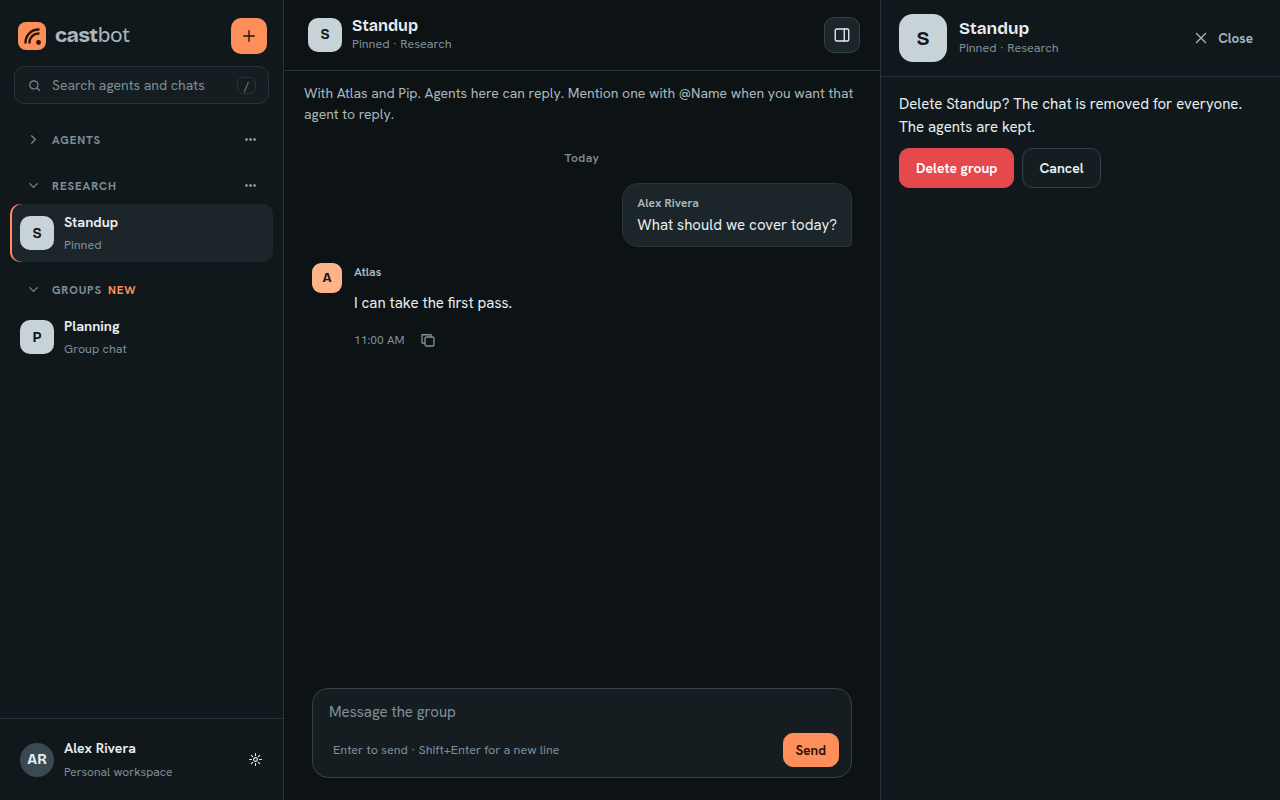 castbot
Search agents and chats /
AGENTS
RESEARCH
S
Standup
Pinned
GROUPS NEW
P
Planning
Group chat
AR
Alex Rivera
Personal workspace
S
Standup
Pinned · Research
With Atlas and Pip. Agents here can reply. Mention one with @Name when you want that
agent to reply.
Today
Alex Rivera
What should we cover today?
A
Atlas
I can take the first pass.
11:00 AM
Message the group
Enter to send · Shift+Enter for a new line
Send
S
Standup
Pinned · Research
Close
Delete Standup? The chat is removed for everyone.
The agents are kept.
Delete group
Cancel